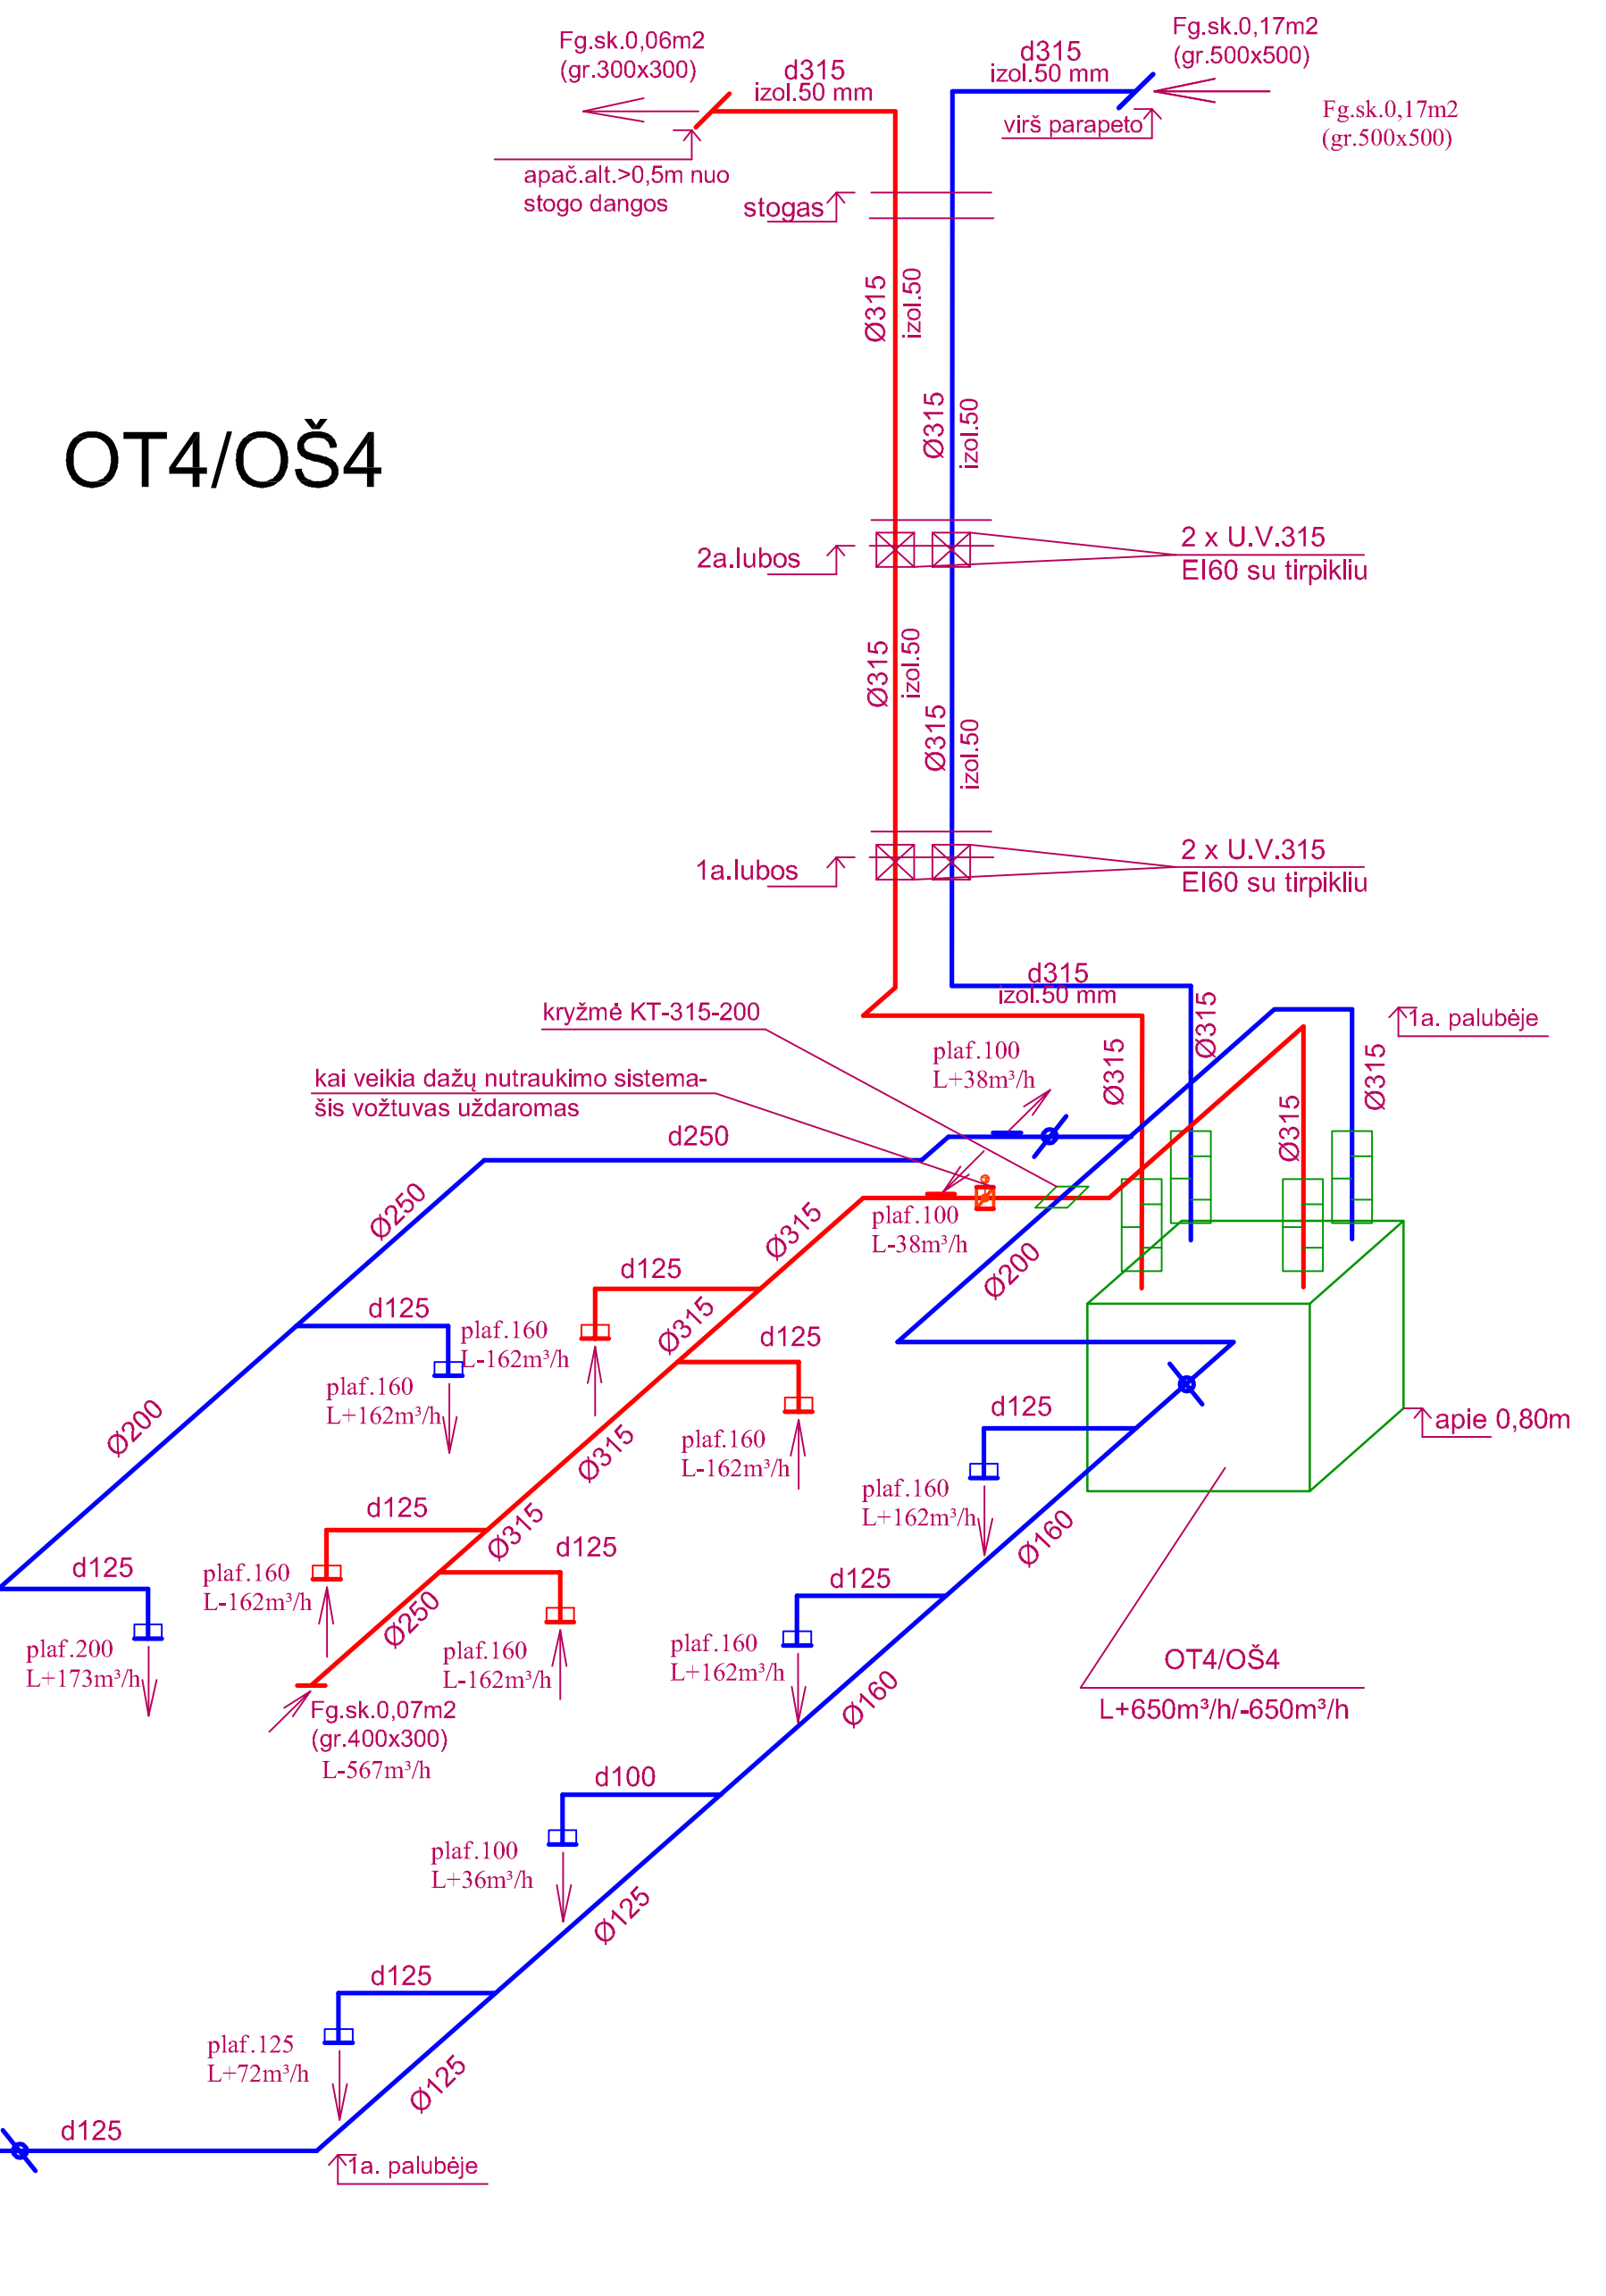 Fg.sk.0,06m2
(gr.300x300)
d315
izol.50 mm
d315
izol.50 mm
Fg.sk.0,17m2
(gr.500x500)
Fg.sk.0,17m2
(gr.500x500)
virš parapeto
apač.alt.>0,5m nuo
stogo dangos
stogas
Ø315
izol.50
Ø315
izol.50
OT4/OŠ4
2a.lubos
2 x U.V.315
EI60 su tirpikliu
Ø315
izol.50
Ø315
izol.50
1a.lubos
2 x U.V.315
EI60 su tirpikliu
d315
izol.50 mm
kryžmė KT-315-200
1a. palubėje
Ø315
Ø315
Ø315
Ø315
plaf.100
L+38m³/h
kai veikia dažų nutraukimo sistema-
šis vožtuvas uždaromas
d250
Ø250
plaf.100
L-38m³/h
Ø315
Ø200
d125
d125
plaf.160
L-162m³/h
Ø315
d125
plaf.160
L+162m³/h
Ø200
plaf.160
L-162m³/h
Ø315
d125
apie 0,80m
plaf.160
L+162m³/h
d125
Ø315
d125
Ø160
d125
plaf.160
L-162m³/h
d125
Ø250
plaf.200
L+173m³/h
plaf.160
L-162m³/h
plaf.160
L+162m³/h
Ø160
OT4/OŠ4
L+650m³/h/-650m³/h
Fg.sk.0,07m2
(gr.400x300)
L-567m³/h
d100
plaf.100
L+36m³/h
Ø125
d125
plaf.125
L+72m³/h
Ø125
d125
1a. palubėje